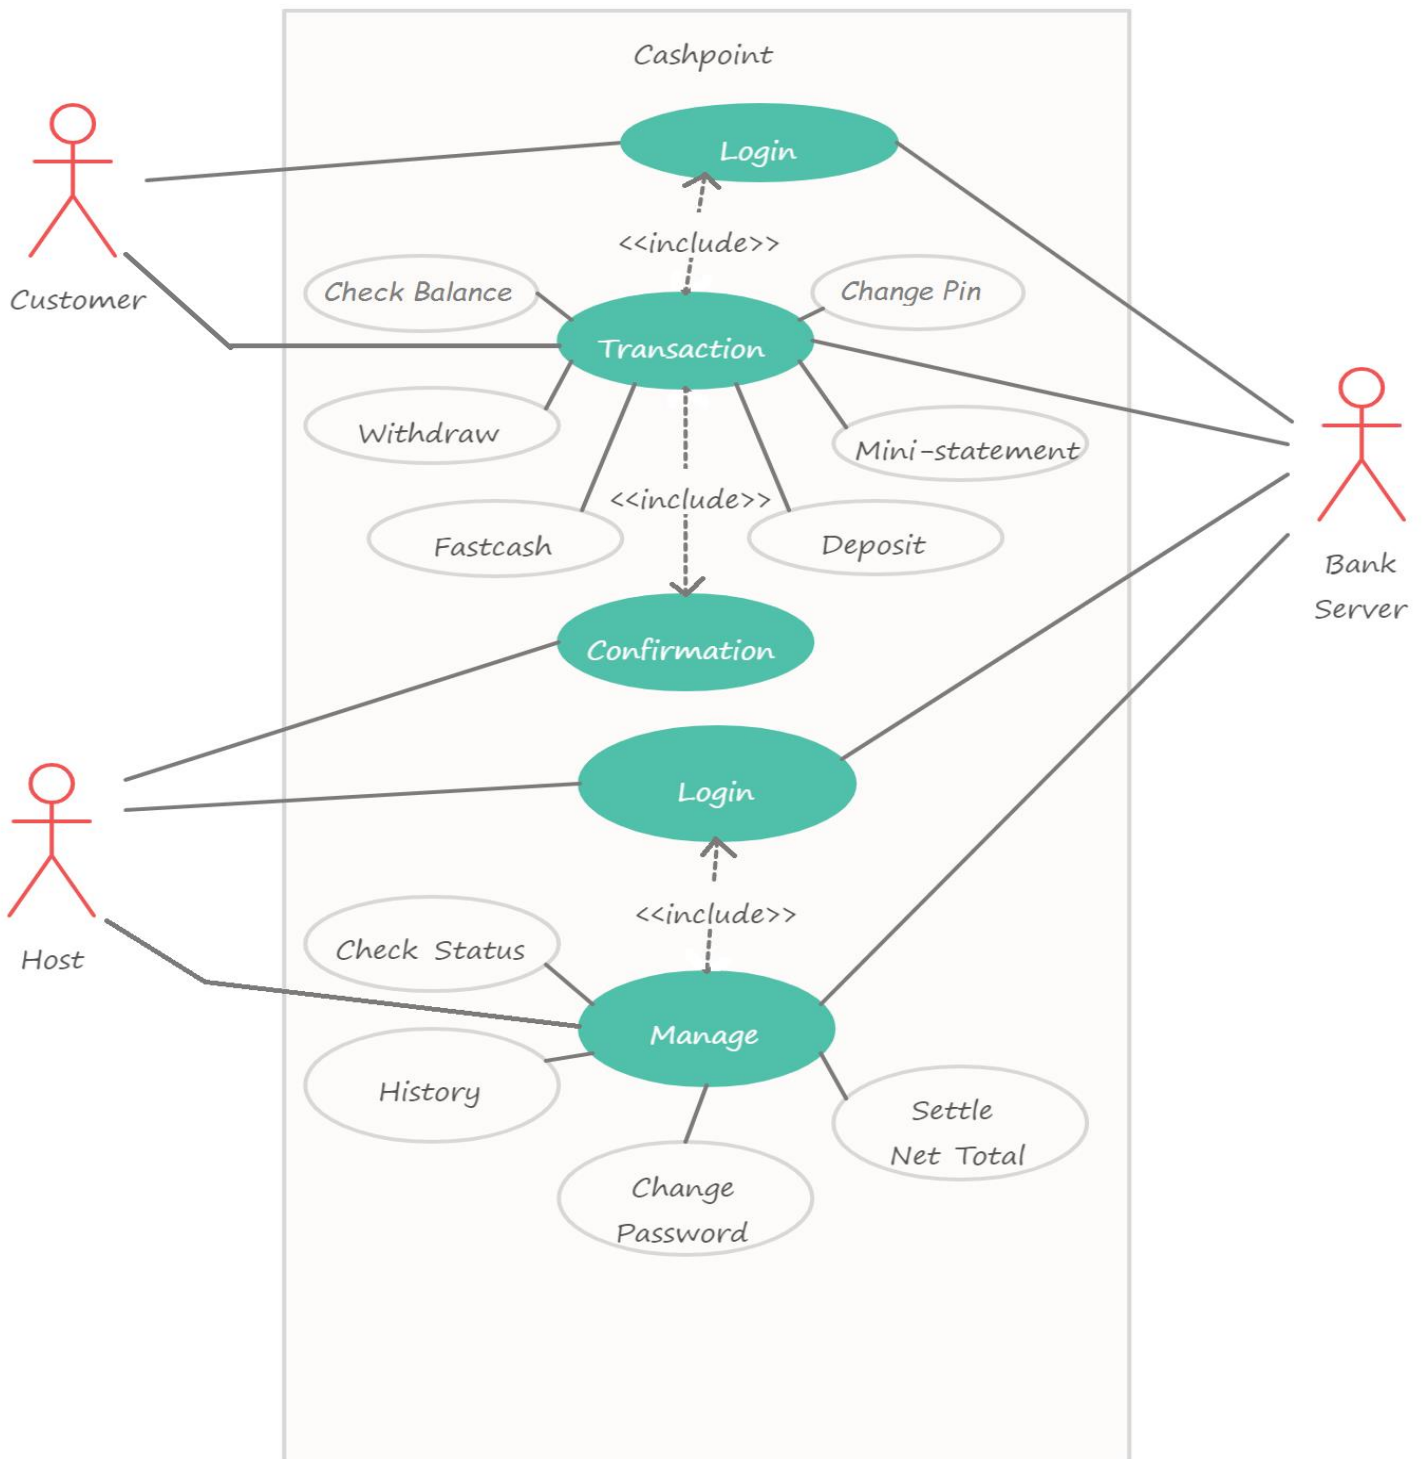 Cashpoint
Login
<<include>>
Check Balance
Change Pin
Customer
Transaction
Withdraw
Mini-statement
<<include>>
Fastcash
Deposit
Bank
Server
Confirmation
Login
<<include>>
Check Status
Host
Manage
History
Settle
Net Total
Change
Password